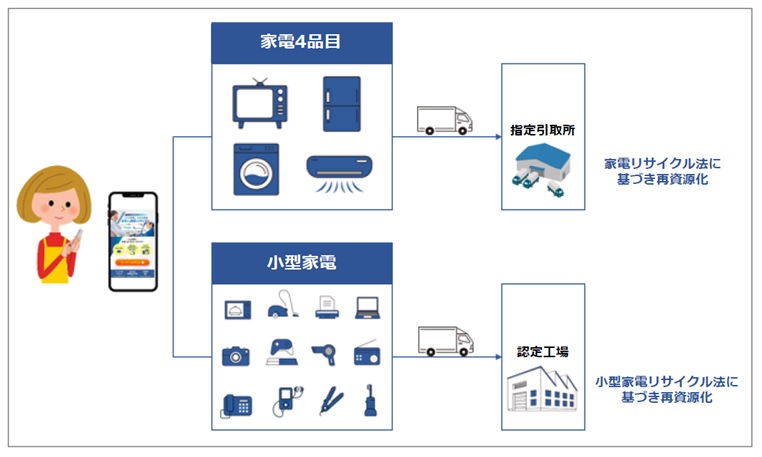 家電4品目
指定引取所
家電リサイクル法に
基づき再資源化
小型家電
認定工場
小型家電リサイクル法に
基づき再資源化